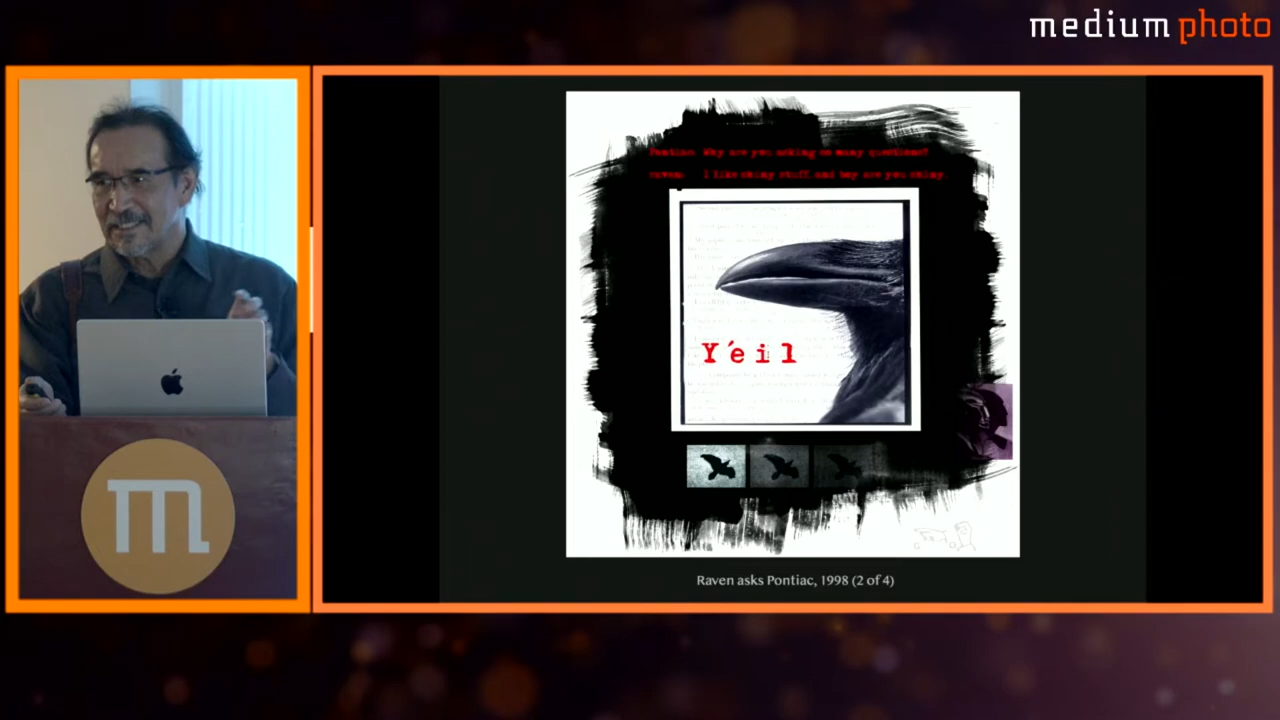 medium photo
Pontiac: Why are you asking so many questions?
raven: I like shiny stuff and hey are you shiny.
Y'eil
m
Raven asks Pontiac, 1998 (2 of 4)